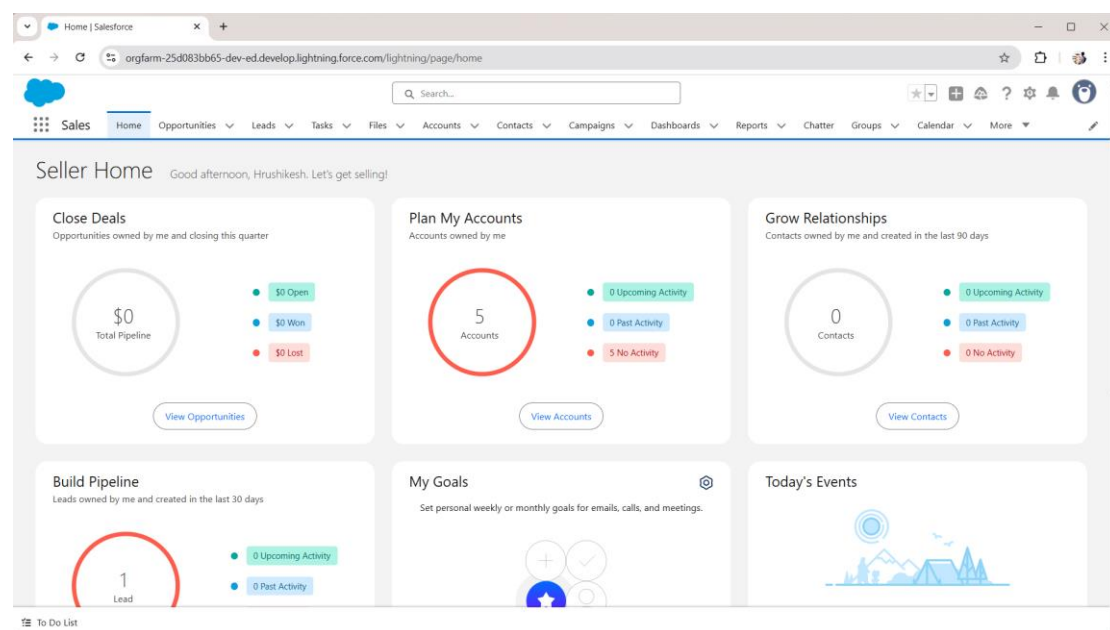 Home | Salesforce
orgfarm-25d083bb65-dev-ed.develop.lightning.force.com/lightning/page/home
Search...
Sales Home Opportunities Leads Tasks Files Accounts Contacts Campaigns Dashboards Reports Chatter Groups Calendar More
Seller Home Good afternoon, Hrushikesh. Let's get selling!
Close Deals
Opportunities owned by me and closing this quarter
$0
Total Pipeline
$0 Open
$0 Won
$0 Lost
View Opportunities
Plan My Accounts
Accounts owned by me
5
Accounts
0 Upcoming Activity
0 Past Activity
5 No Activity
View Accounts
Grow Relationships
Contacts owned by me and created in the last 90 days
0
Contacts
0 Upcoming Activity
0 Past Activity
0 No Activity
View Contacts
Build Pipeline
Leads owned by me and created in the last 30 days
1
Lead
0 Upcoming Activity
0 Past Activity
My Goals
Set personal weekly or monthly goals for emails, calls, and meetings.
Today's Events
To Do List